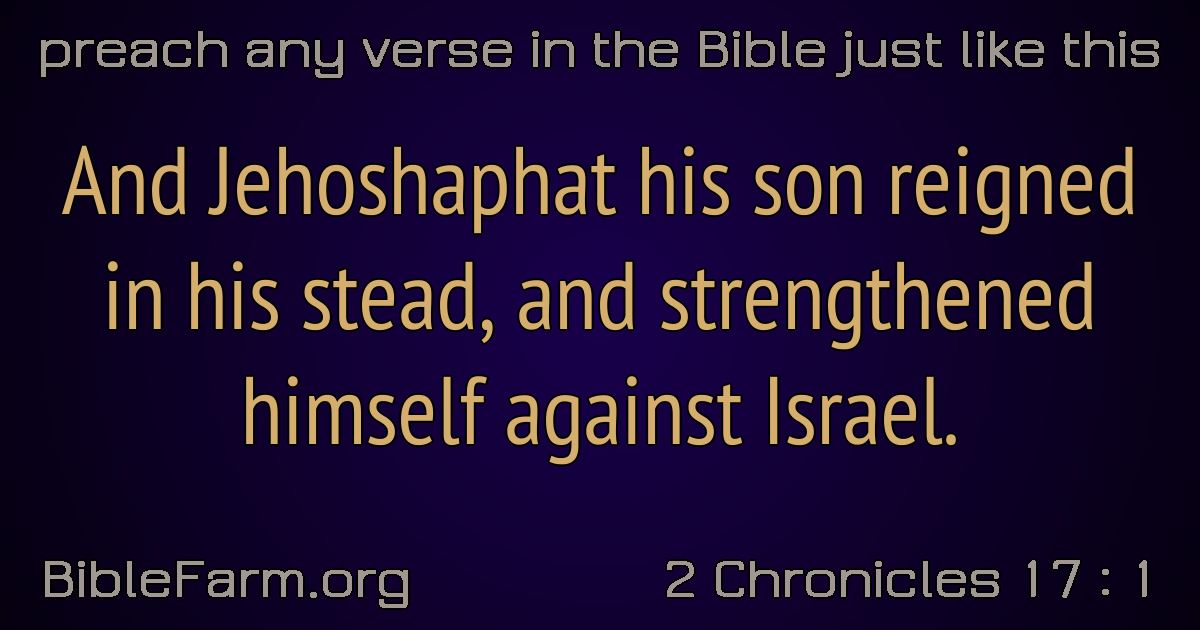 preach any verse in the Bible just like this
And Jehoshaphat his son reigned
in his stead, and strengthened
himself against Israel.
BibleFarm.org
2 Chronicles 17 : 1